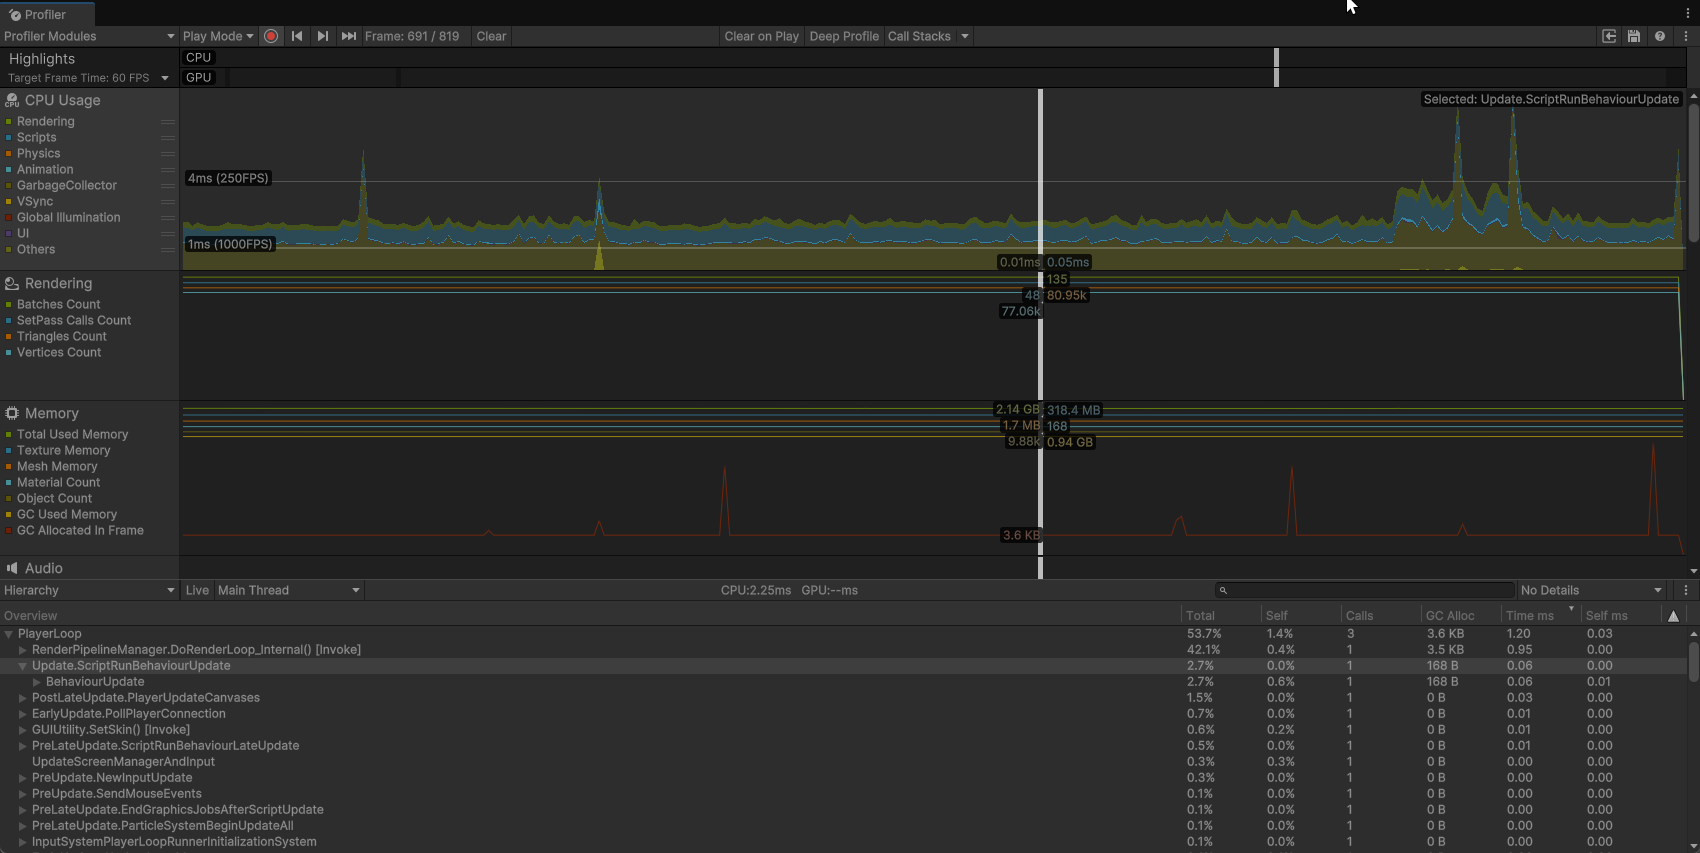 Profiler
Profiler Modules Play Mode Frame: 691 / 819 Clear Clear on Play Deep Profile Call Stacks
Highlights CPU
Target Frame Time: 60 FPS GPU
CPU Usage Selected: Update.ScriptRunBehaviourUpdate
Rendering
Scripts
Physics
Animation
4ms (250FPS)
GarbageCollector
VSync
Global Illumination
UI
1ms (1000FPS)
Others
0.01ms 0.05ms
Rendering 135
Batches Count 48 80.95k
SetPass Calls Count 77.06k
Triangles Count
Vertices Count
Memory 2.14 GB 318.4 MB
1.7 MB 168
Total Used Memory 9.88k 0.94 GB
Texture Memory
Mesh Memory
Material Count
Object Count
GC Used Memory
GC Allocated In Frame 3.6 KB
Audio
Hierarchy Live Main Thread CPU:2.25ms GPU:--ms No Details
Overview Total Self Calls GC Alloc Time ms Self ms
PlayerLoop 53.7% 1.4% 3 3.6 KB 1.20 0.03
RenderPipelineManager.DoRenderLoop_Internal() [Invoke] 42.1% 0.4% 1 3.5 KB 0.95 0.00
Update.ScriptRunBehaviourUpdate 2.7% 0.0% 1 168 B 0.06 0.00
BehaviourUpdate 2.7% 0.6% 1 168 B 0.06 0.01
PostLateUpdate.PlayerUpdateCanvases 1.5% 0.0% 1 0 B 0.03 0.00
EarlyUpdate.PollPlayerConnection 0.7% 0.0% 1 0 B 0.01 0.00
GUIUtility.SetSkin() [Invoke] 0.6% 0.2% 1 0 B 0.01 0.00
PreLateUpdate.ScriptRunBehaviourLateUpdate 0.5% 0.0% 1 0 B 0.01 0.00
UpdateScreenManagerAndInput 0.3% 0.3% 1 0 B 0.00 0.00
PreUpdate.NewInputUpdate 0.3% 0.0% 1 0 B 0.00 0.00
PreUpdate.SendMouseEvents 0.1% 0.0% 1 0 B 0.00 0.00
PreLateUpdate.EndGraphicsJobsAfterScriptUpdate 0.1% 0.0% 1 0 B 0.00 0.00
PreLateUpdate.ParticleSystemBeginUpdateAll 0.1% 0.0% 1 0 B 0.00 0.00
InputSystemPlayerLoopRunnerInitializationSystem 0.1% 0.0% 1 0 B 0.00 0.00